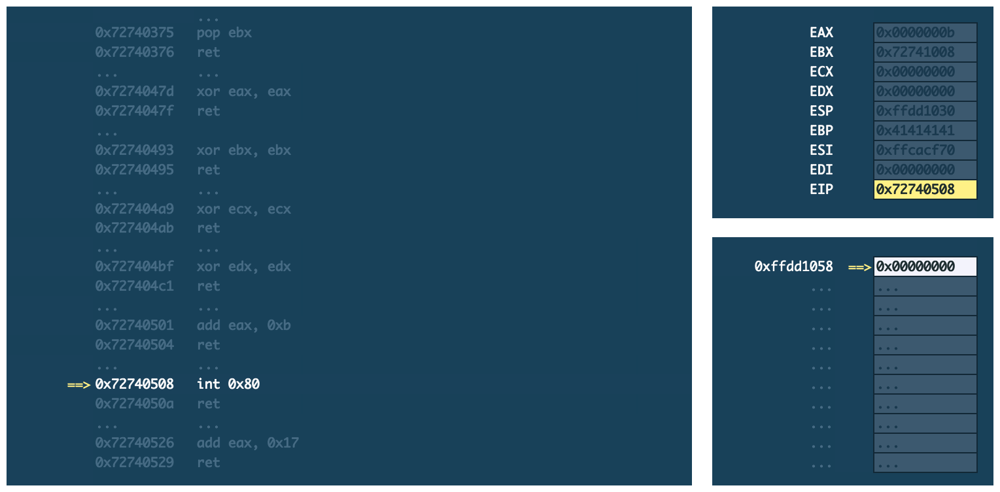 ...
0x72740375 pop ebx
0x72740376 ret
... ...
0x7274047d xor eax, eax
0x7274047f ret
...
0x72740493 xor ebx, ebx
0x72740495 ret
... ...
0x727404a9 xor ecx, ecx
0x727404ab ret
... ...
0x727404bf xor edx, edx
0x727404c1 ret
... ...
0x72740501 add eax, 0xb
0x72740504 ret
... ...
==> 0x72740508 int 0x80
0x7274050a ret
... ...
0x72740526 add eax, 0x17
0x72740529 ret
EAX 0x0000000b
EBX 0x72741008
ECX 0x00000000
EDX 0x00000000
ESP 0xffdd1030
EBP 0x41414141
ESI 0xffcacf70
EDI 0x00000000
EIP 0x72740508
0xffdd1058 ==> 0x00000000
... ...
... ...
... ...
... ...
... ...
... ...
... ...
... ...
... ...
... ...